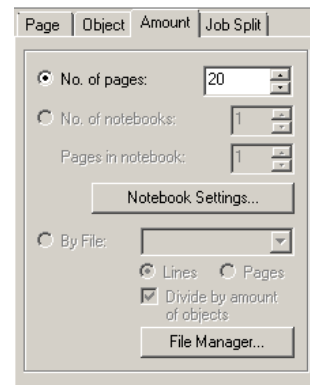 Page Object Amount Job Split
No. of pages: 20
No. of notebooks: 1
Pages in notebook: 1
Notebook Settings...
By File:
Lines Pages
Divide by amount
of objects
File Manager...